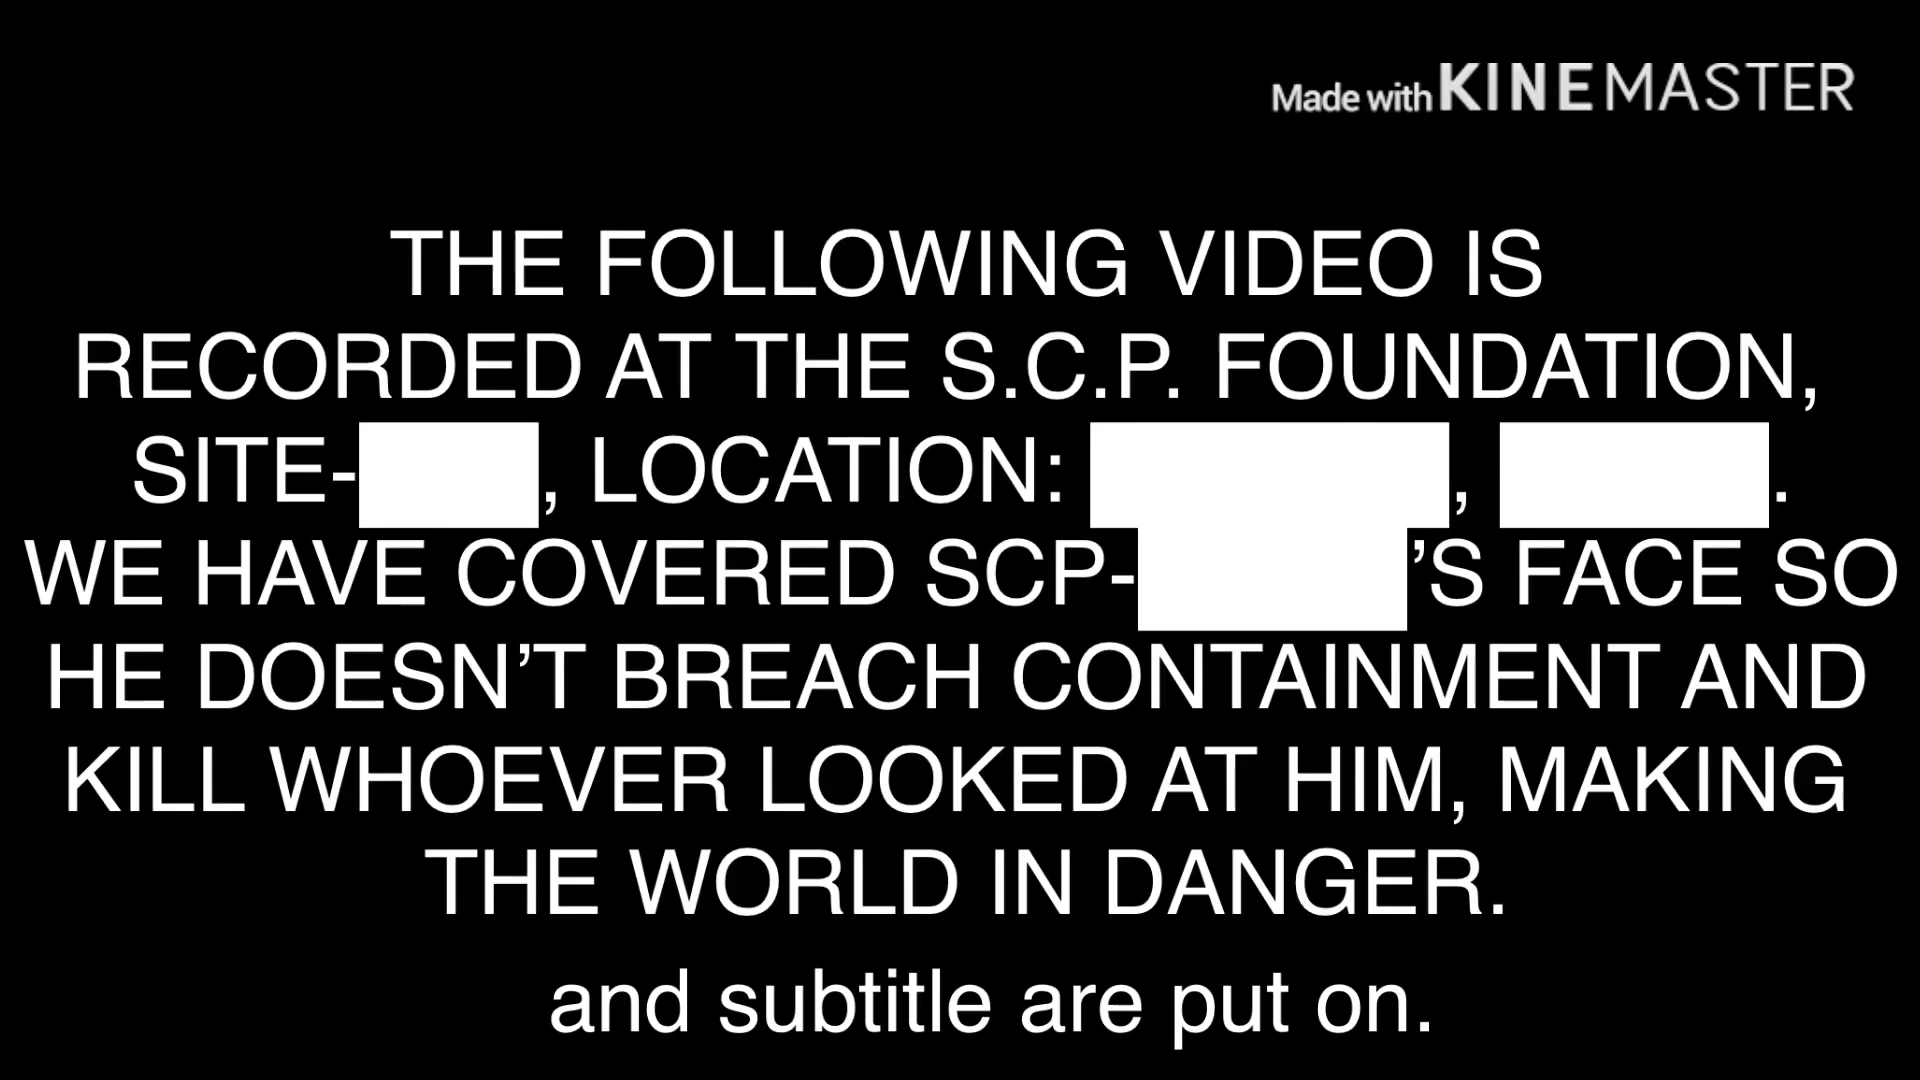 Made with KINEMASTER
THE FOLLOWING VIDEO IS
RECORDED AT THE S.C.P. FOUNDATION,
SITE- , LOCATION: , .
WE HAVE COVERED SCP- ’S FACE SO
HE DOESN’T BREACH CONTAINMENT AND
KILL WHOEVER LOOKED AT HIM, MAKING
THE WORLD IN DANGER.
and subtitle are put on.